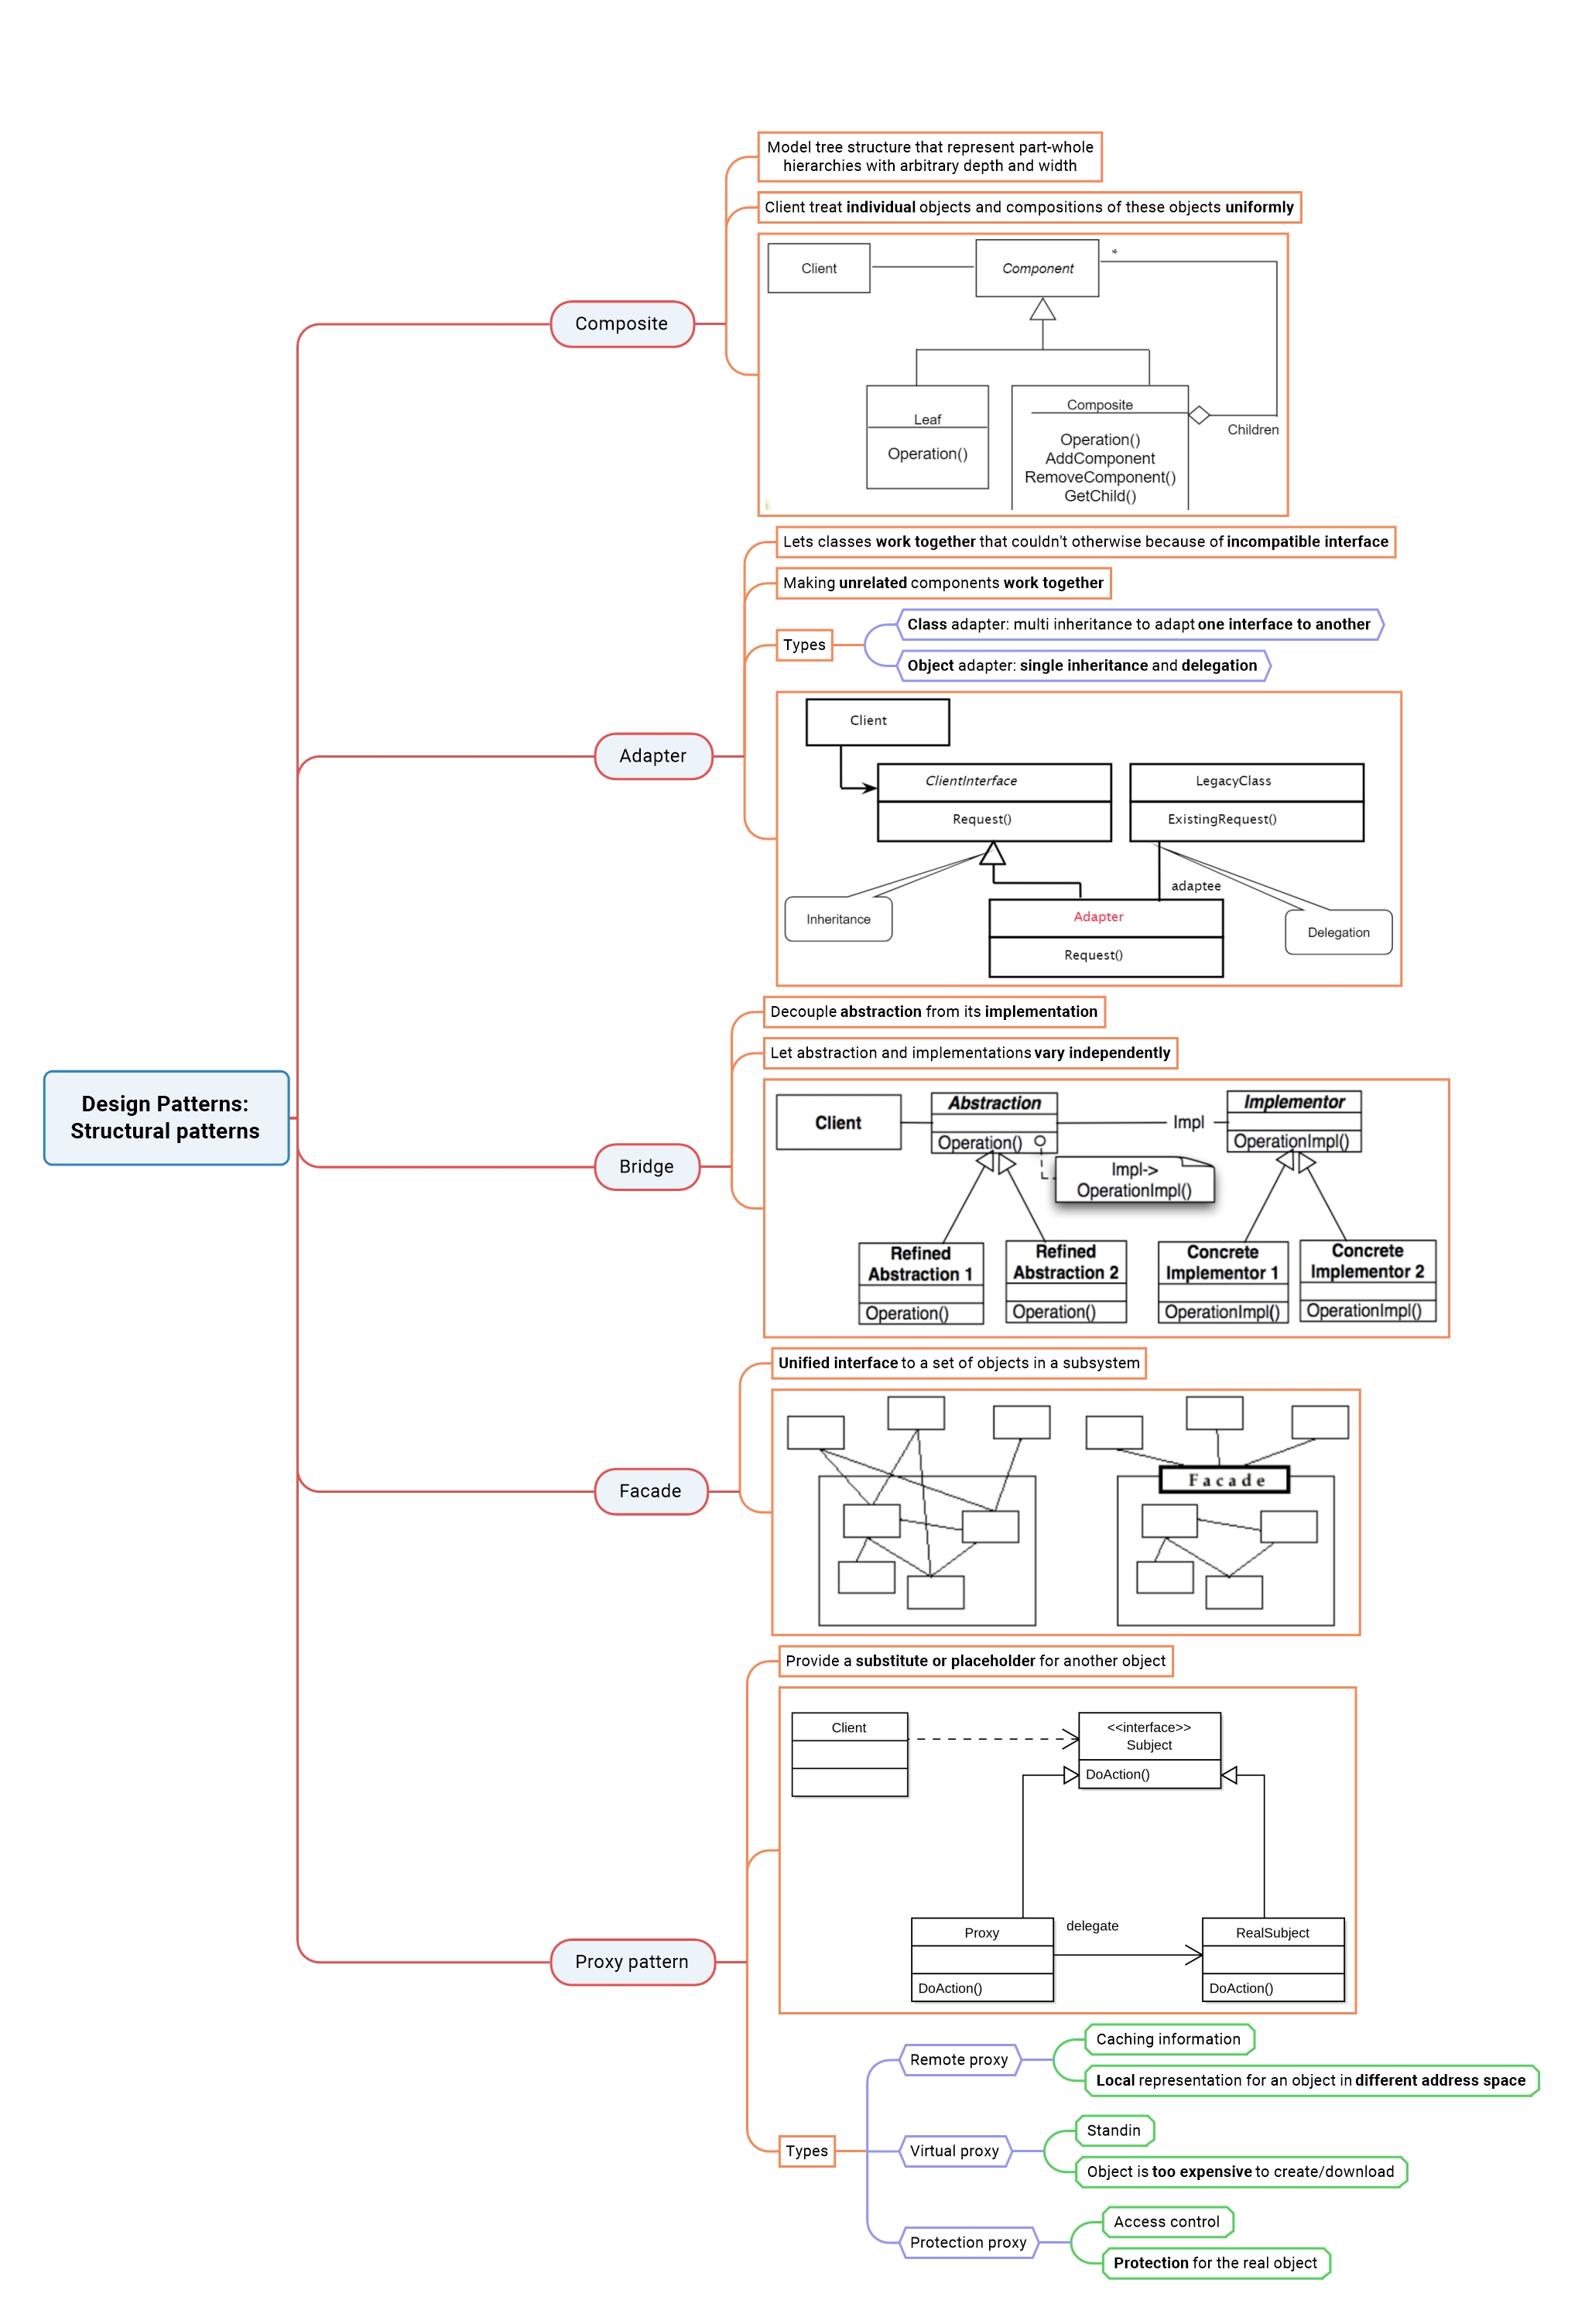 Design Patterns:
Structural patterns
Composite
Model tree structure that represent part-whole
hierarchies with arbitrary depth and width
Client treat individual objects and compositions of these objects uniformly
Client
Component
*
Leaf
Operation()
Composite
Operation()
AddComponent
RemoveComponent()
GetChild()
Children
Adapter
Lets classes work together that couldn't otherwise because of incompatible interface
Making unrelated components work together
Types
Class adapter: multi inheritance to adapt one interface to another
Object adapter: single inheritance and delegation
Client
ClientInterface
Request()
LegacyClass
ExistingRequest()
adaptee
Inheritance
Adapter
Request()
Delegation
Bridge
Decouple abstraction from its implementation
Let abstraction and implementations vary independently
Client
Abstraction
Operation()
Impl
Implementor
OperationImpl()
Impl->
OperationImpl()
Refined
Abstraction 1
Operation()
Refined
Abstraction 2
Operation()
Concrete
Implementor 1
OperationImpl()
Concrete
Implementor 2
OperationImpl()
Facade
Unified interface to a set of objects in a subsystem
Facade
Proxy pattern
Provide a substitute or placeholder for another object
Client
<<interface>>
Subject
DoAction()
Proxy
DoAction()
delegate
RealSubject
DoAction()
Types
Remote proxy
Caching information
Local representation for an object in different address space
Virtual proxy
Standin
Object is too expensive to create/download
Protection proxy
Access control
Protection for the real object